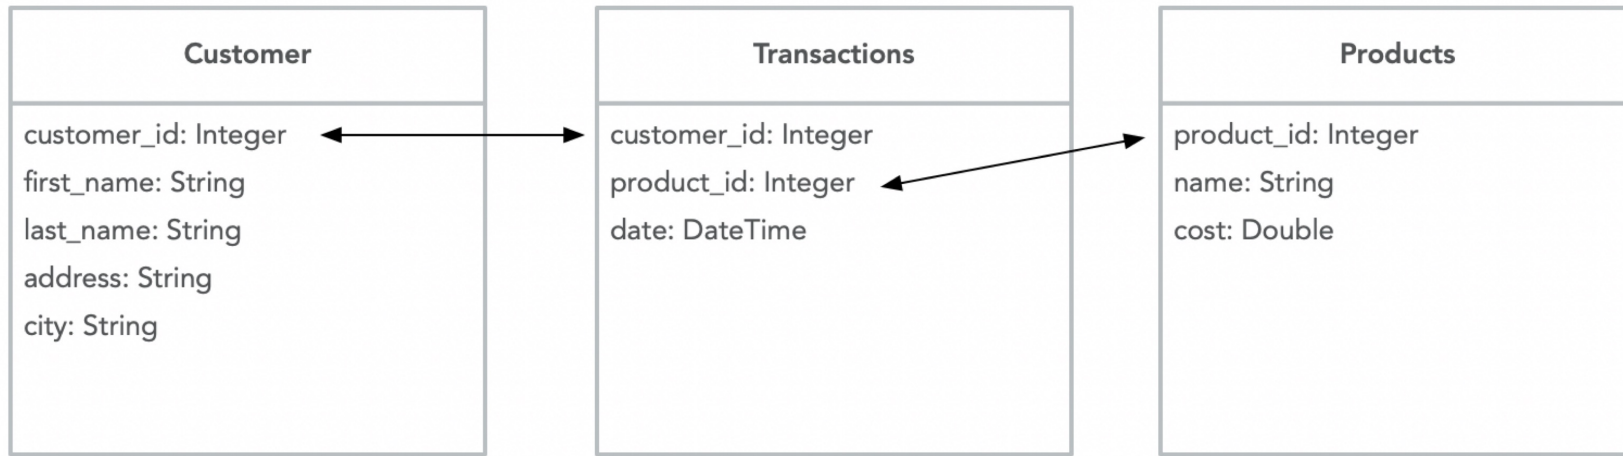 Customer
customer_id: Integer
first_name: String
last_name: String
address: String
city: String
Transactions
customer_id: Integer
product_id: Integer
date: DateTime
Products
product_id: Integer
name: String
cost: Double